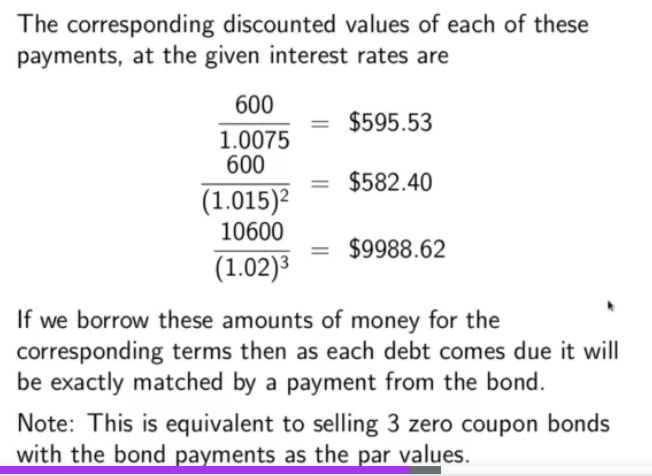 The corresponding discounted values of each of these
payments, at the given interest rates are
600
1.0075
= $595.53
600
(1.015)²
= $582.40
10600
(1.02)³
= $9988.62
If we borrow these amounts of money for the
corresponding terms then as each debt comes due it will
be exactly matched by a payment from the bond.
Note: This is equivalent to selling 3 zero coupon bonds
with the bond payments as the par values.